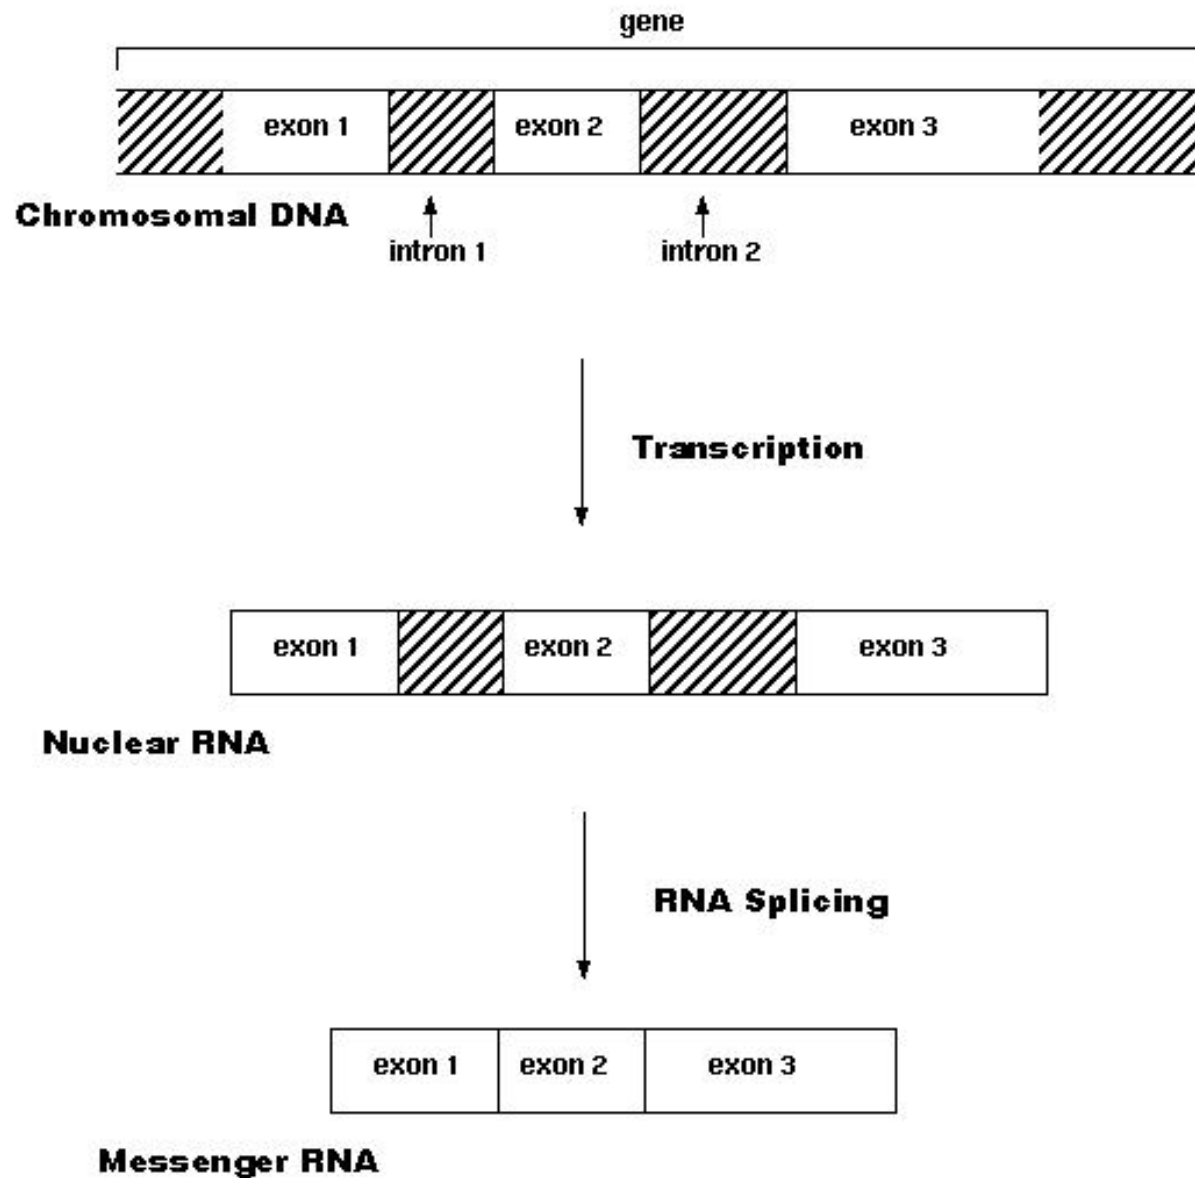 gene
exon 1
exon 2
exon 3
Chromosomal DNA
intron 1
intron 2
Transcription
exon 1
exon 2
exon 3
Nuclear RNA
RNA Splicing
exon 1
exon 2
exon 3
Messenger RNA